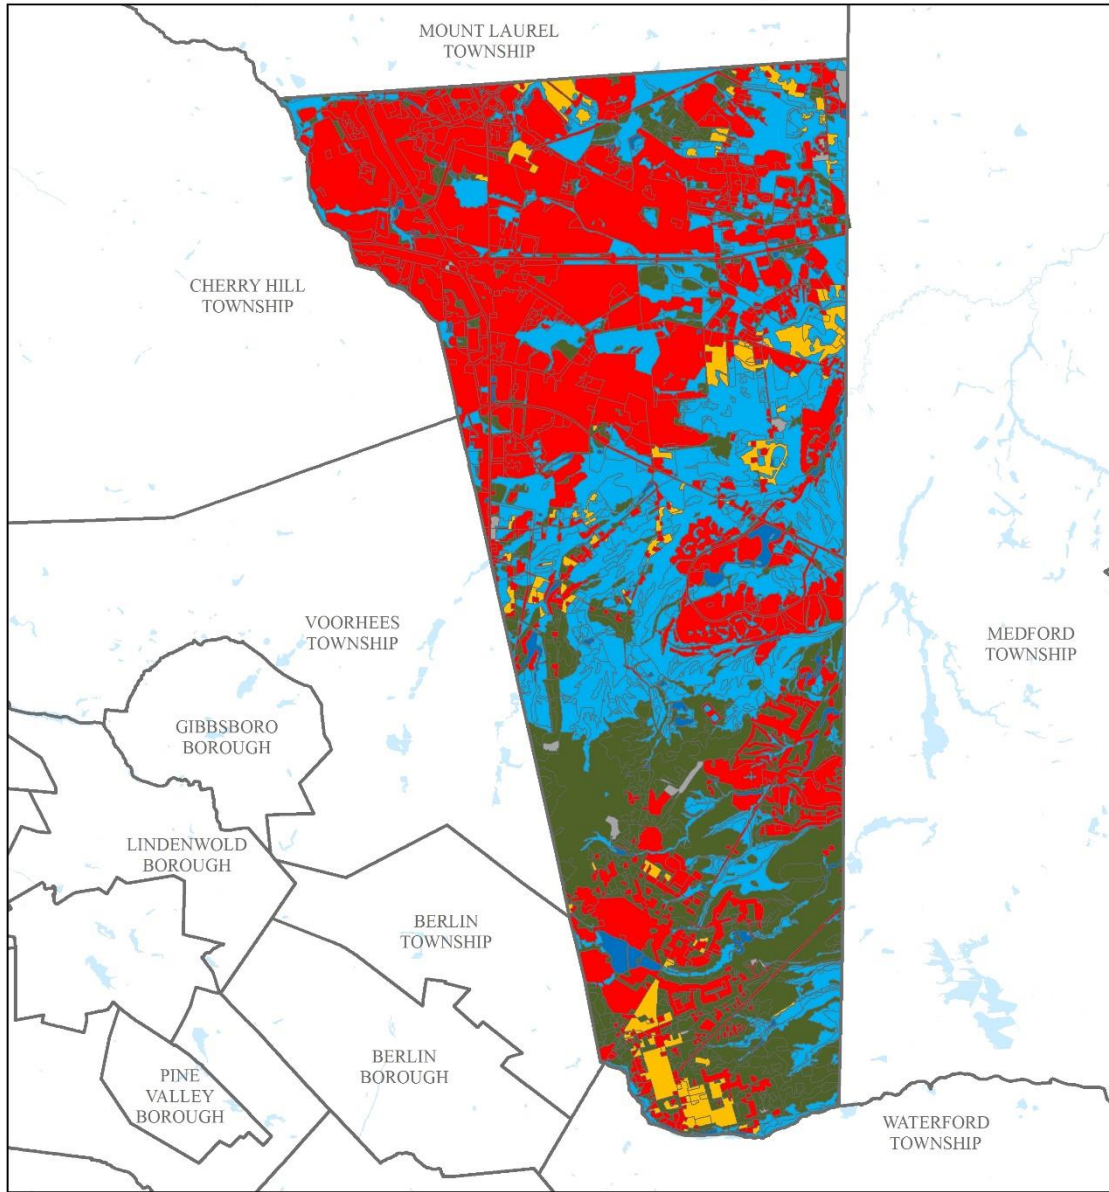 MOUNT LAUREL
TOWNSHIP
CHERRY HILL
TOWNSHIP
VOORHEES
TOWNSHIP
MEDFORD
TOWNSHIP
GIBBSBORO
BOROUGH
LINDENWOLD
BOROUGH
BERLIN
TOWNSHIP
BERLIN
BOROUGH
PINE
VALLEY
BOROUGH
WATERFORD
TOWNSHIP